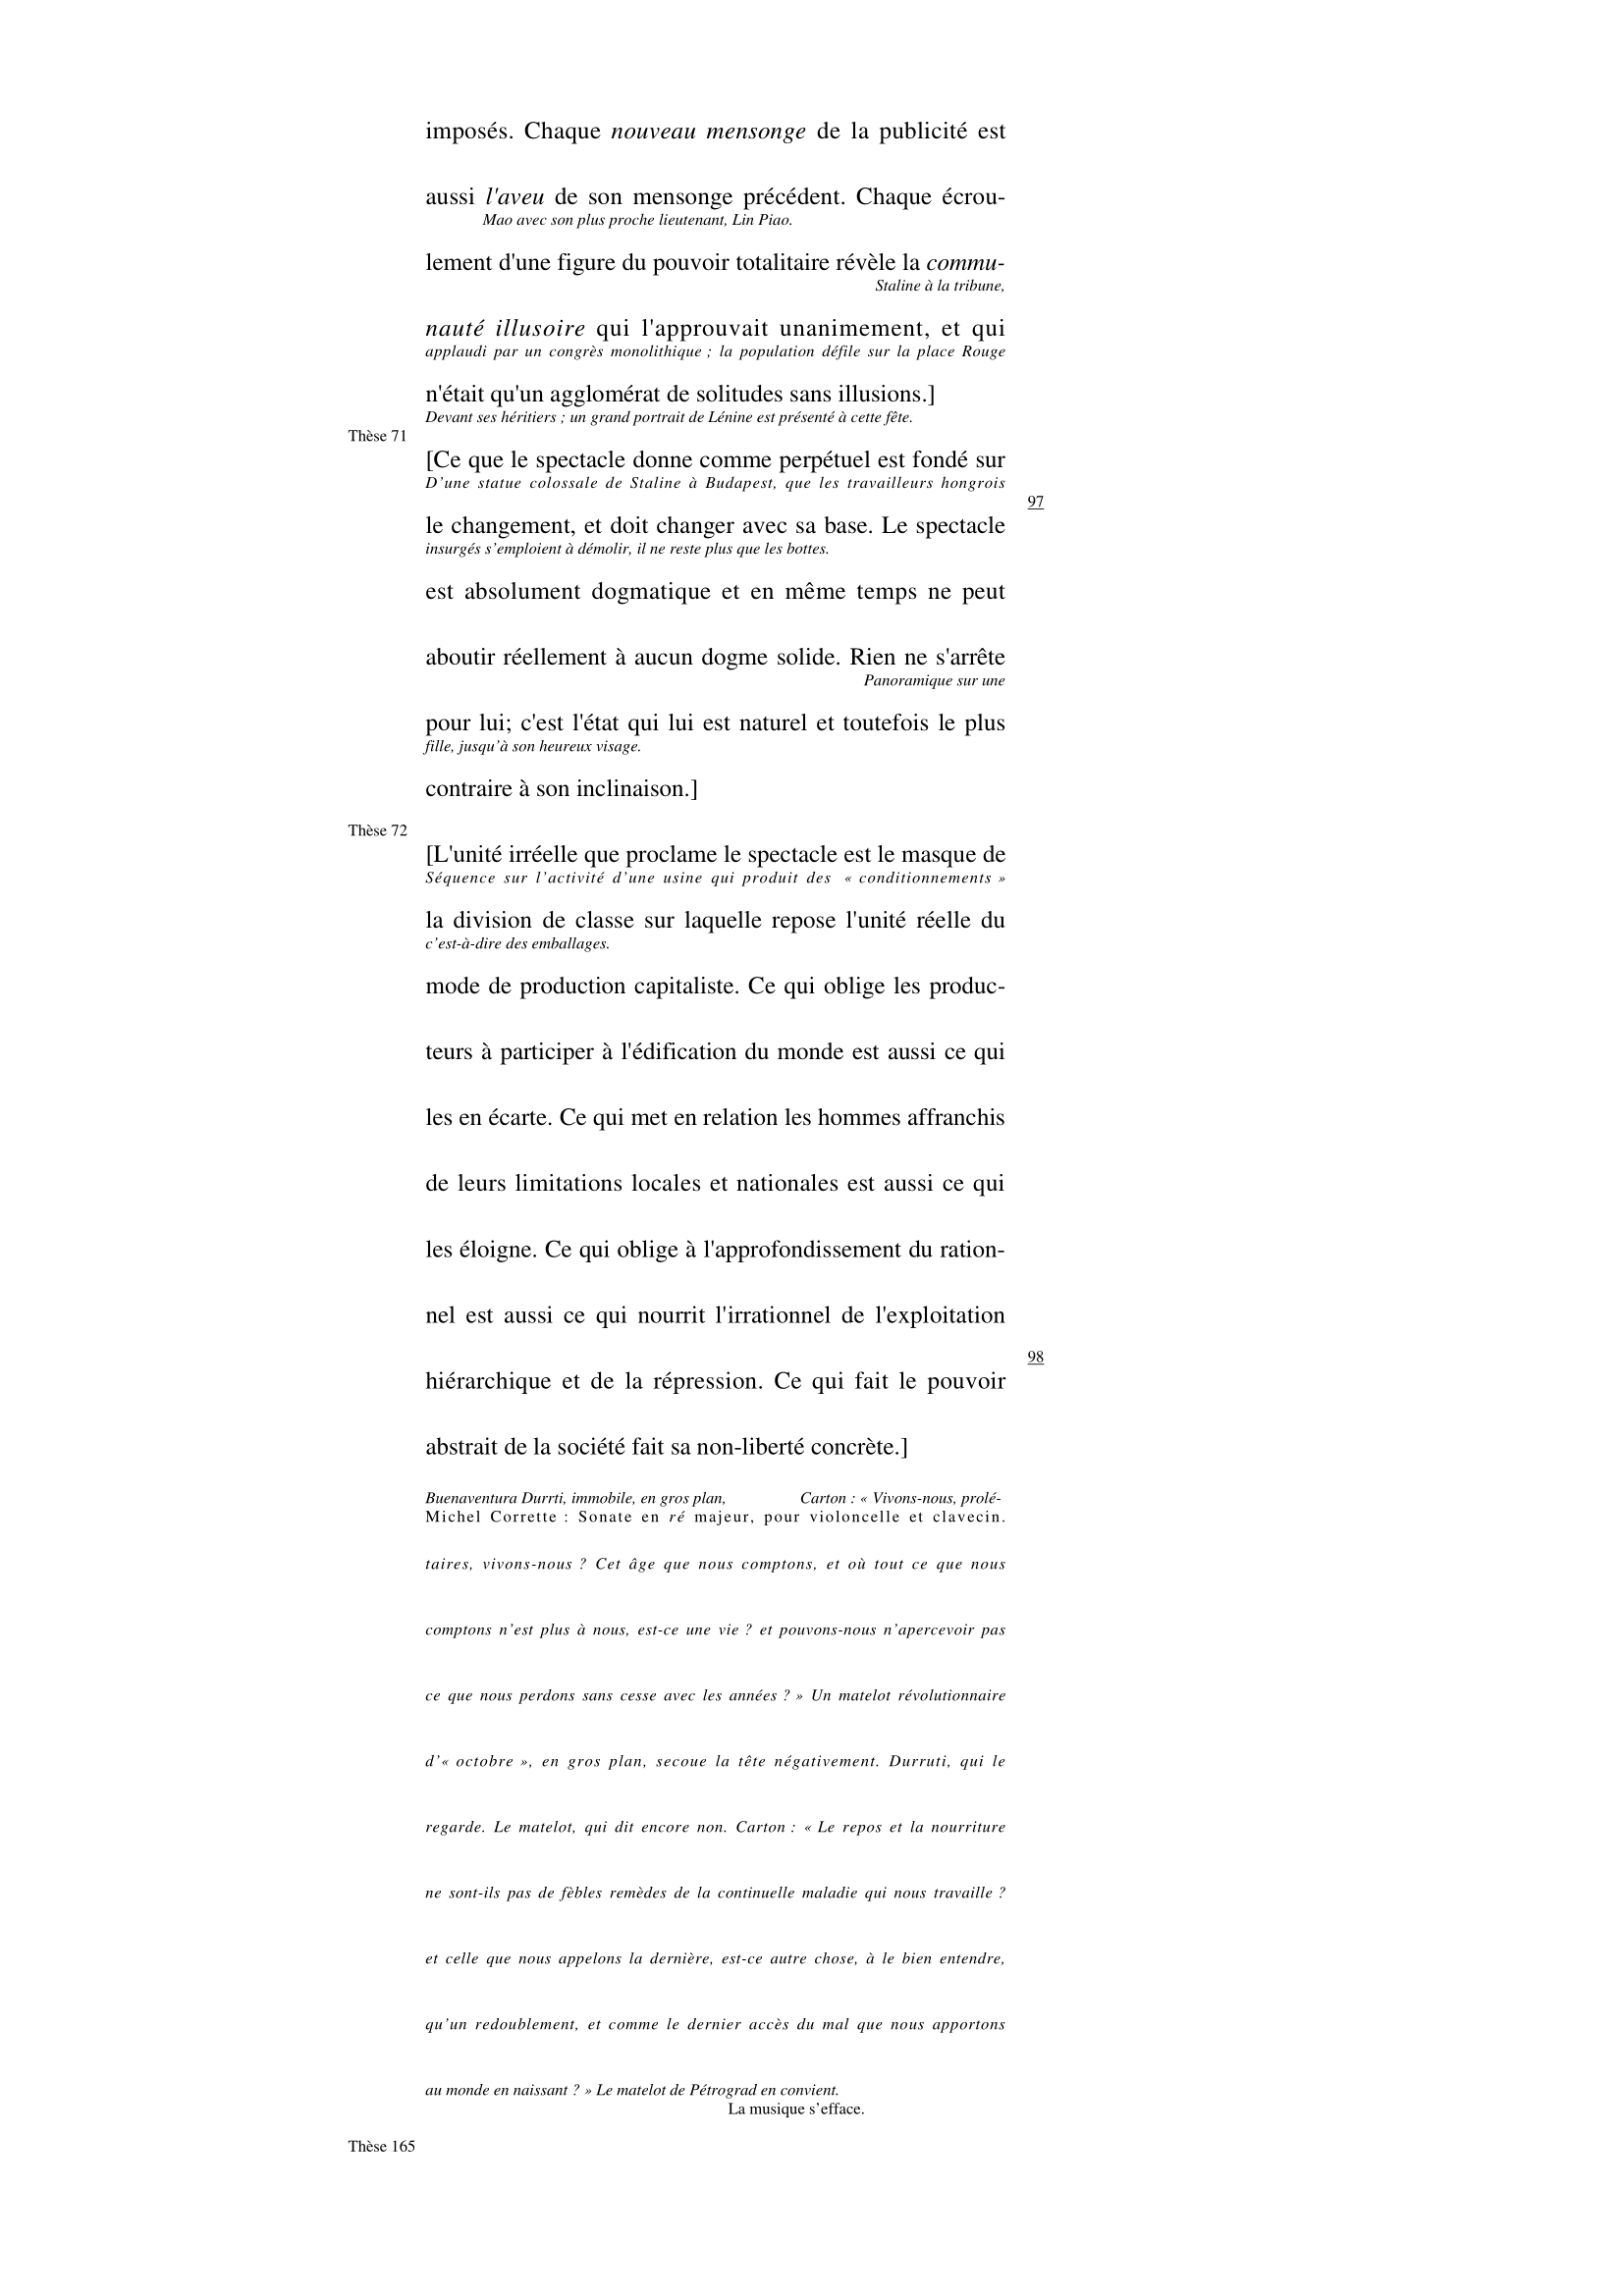 imposés. Chaque nouveau mensonge de la publicité est
aussi l'aveu de son mensonge précédent. Chaque écrou-
Mao avec son plus proche lieutenant, Lin Piao.
lement d'une figure du pouvoir totalitaire révèle la commu-
Staline à la tribune,
nauté illusoire qui l'approuvait unanimement, et qui
applaudi par un congrès monolithique ; la population défile sur la place Rouge
n'était qu'un agglomérat de solitudes sans illusions.]
Devant ses héritiers ; un grand portrait de Lénine est présenté à cette fête.
Thèse 71
[Ce que le spectacle donne comme perpétuel est fondé sur
D’une statue colossale de Staline à Budapest, que les travailleurs hongrois
97
le changement, et doit changer avec sa base. Le spectacle
insurgés s’emploient à démolir, il ne reste plus que les bottes.
est absolument dogmatique et en même temps ne peut
aboutir réellement à aucun dogme solide. Rien ne s'arrête
Panoramique sur une
pour lui; c'est l'état qui lui est naturel et toutefois le plus
fille, jusqu’à son heureux visage.
contraire à son inclinaison.]
Thèse 72
[L'unité irréelle que proclame le spectacle est le masque de
Séquence sur l’activité d’une usine qui produit des « conditionnements »
la division de classe sur laquelle repose l'unité réelle du
c’est-à-dire des emballages.
mode de production capitaliste. Ce qui oblige les produc-
teurs à participer à l'édification du monde est aussi ce qui
les en écarte. Ce qui met en relation les hommes affranchis
de leurs limitations locales et nationales est aussi ce qui
les éloigne. Ce qui oblige à l'approfondissement du ration-
nel est aussi ce qui nourrit l'irrationnel de l'exploitation
98
hiérarchique et de la répression. Ce qui fait le pouvoir
abstrait de la société fait sa non-liberté concrète.]
Buenaventura Durrti, immobile, en gros plan, Carton : « Vivons-nous, prolé-
Michel Corrette : Sonate en ré majeur, pour violoncelle et clavecin.
taires, vivons-nous ? Cet âge que nous comptons, et où tout ce que nous
comptons n’est plus à nous, est-ce une vie ? et pouvons-nous n’apercevoir pas
ce que nous perdons sans cesse avec les années ? » Un matelot révolutionnaire
d’« octobre », en gros plan, secoue la tête négativement. Durruti, qui le
regarde. Le matelot, qui dit encore non. Carton : « Le repos et la nourriture
ne sont-ils pas de fèbles remèdes de la continuelle maladie qui nous travaille ?
et celle que nous appelons la dernière, est-ce autre chose, à le bien entendre,
qu’un redoublement, et comme le dernier accès du mal que nous apportons
au monde en naissant ? » Le matelot de Pétrograd en convient.
La musique s’efface.
Thèse 165